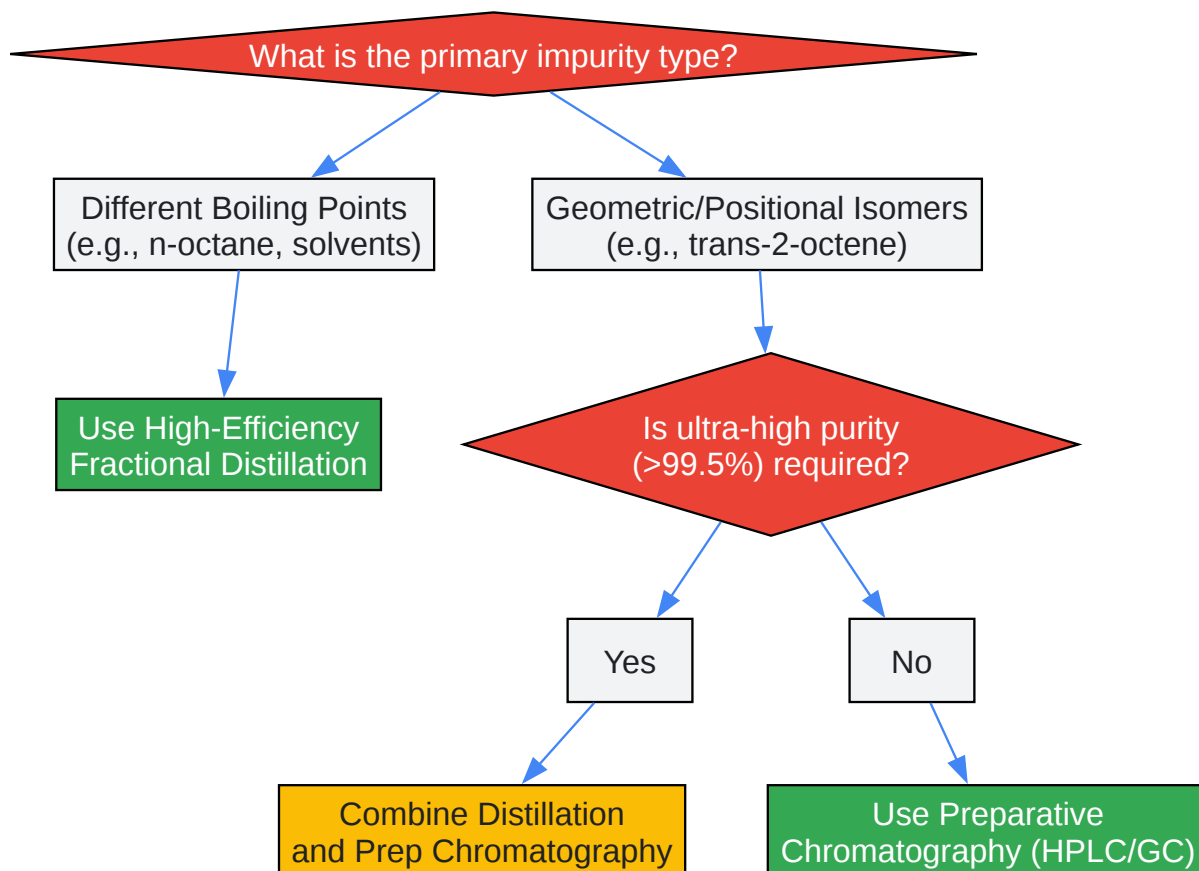 What is the primary impurity type?
Different Boiling Points
(e.g., n-octane, solvents)
Geometric/Positional Isomers
(e.g., trans-2-octene)
Use High-Efficiency
Fractional Distillation
Is ultra-high purity
(>99.5%) required?
Yes
No
Combine Distillation
and Prep Chromatography
Use Preparative
Chromatography (HPLC/GC)